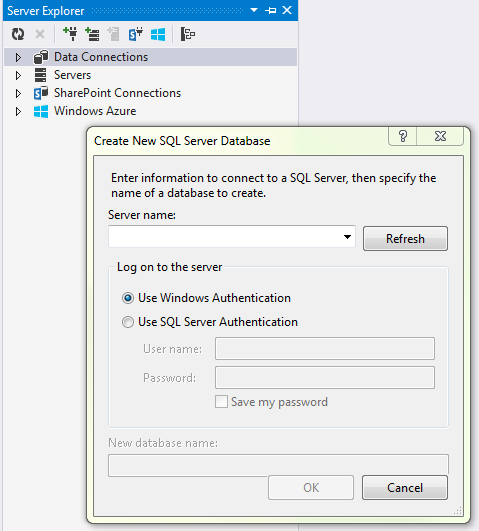 Server Explorer
Data Connections
Servers
SharePoint Connections
Windows Azure
Create New SQL Server Database
Enter information to connect to a SQL Server, then specify the
name of a database to create.
Server name:
Refresh
Log on to the server
Use Windows Authentication
Use SQL Server Authentication
User name:
Password:
Save my password
New database name:
OK
Cancel